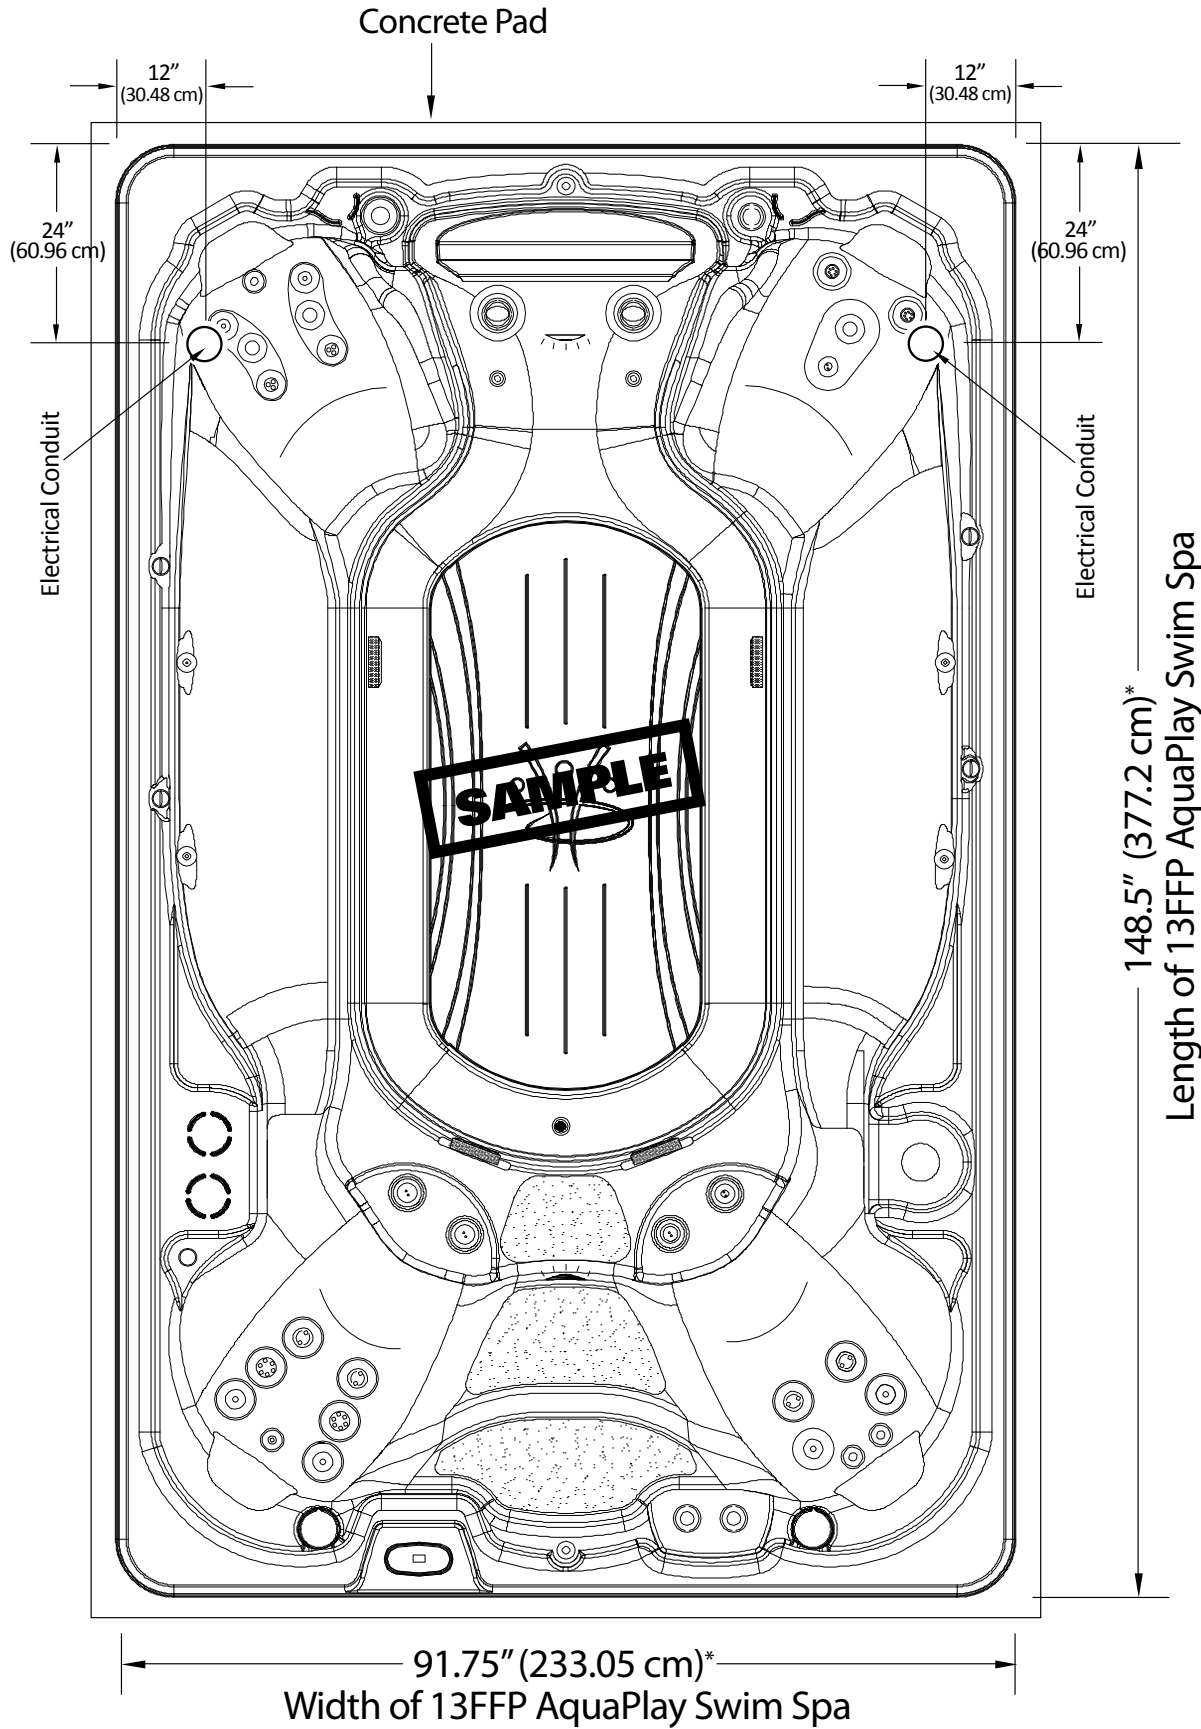 Concrete Pad
12”
(30.48 cm)
12”
(30.48 cm)
24”
(60.96 cm)
24”
(60.96 cm)
Electrical Conduit
Electrical Conduit
SAMPLE
148.5” (377.2 cm)*
Length of 13FFP AquaPlay Swim Spa
91.75” (233.05 cm)*
Width of 13FFP AquaPlay Swim Spa